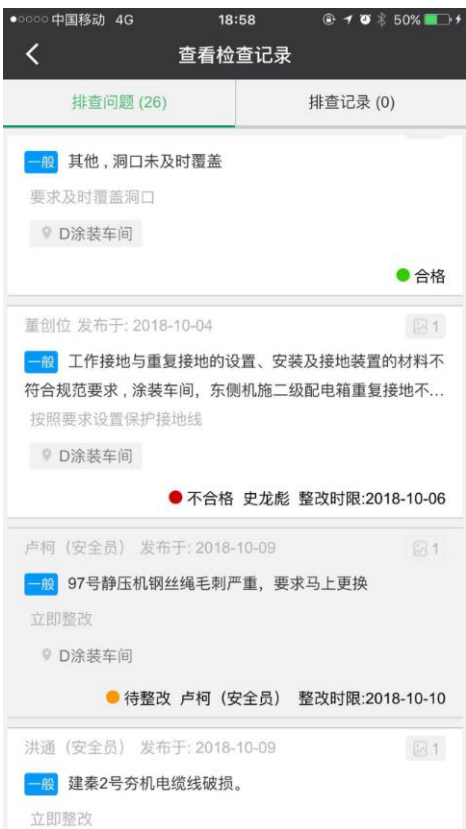 中国移动 4G 18:58 50%
查看检查记录
排查问题 (26) 排查记录 (0)
一般 其他 , 洞口未及时覆盖
要求及时覆盖洞口
D涂装车间
合格
董创位 发布于: 2018-10-04 1
一般 工作接地与重复接地的设置、安装及接地装置的材料不
符合规范要求 , 涂装车间，东侧机施二级配电箱重复接地不...
按照要求设置保护接地线
D涂装车间
不合格 史龙彪 整改时限:2018-10-06
卢柯（安全员） 发布于: 2018-10-09 1
一般 97号静压机钢丝绳毛刺严重，要求马上更换
立即整改
D涂装车间
待整改 卢柯（安全员） 整改时限:2018-10-10
洪通（安全员） 发布于: 2018-10-09 1
一般 建秦2号夯机电缆线破损。
立即整改